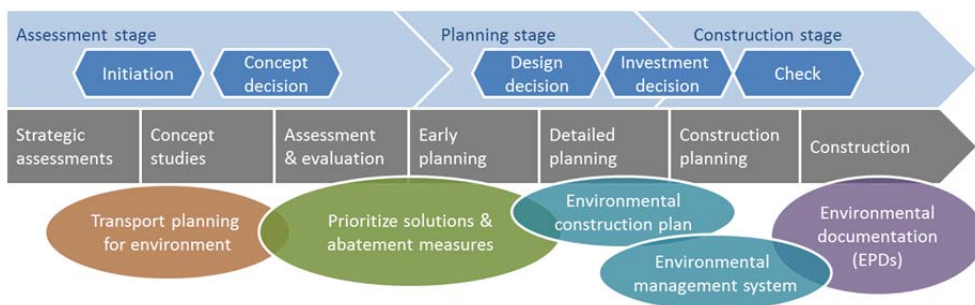 Assessment stage
Planning stage
Construction stage
Initiation
Concept
decision
Design
decision
Investment
decision
Check
Strategic
assessments
Concept
studies
Assessment
& evaluation
Early
planning
Detailed
planning
Construction
planning
Construction
Transport planning
for environment
Prioritize solutions &
abatement measures
Environmental
construction plan
Environmental
management system
Environmental
documentation
(EPDs)